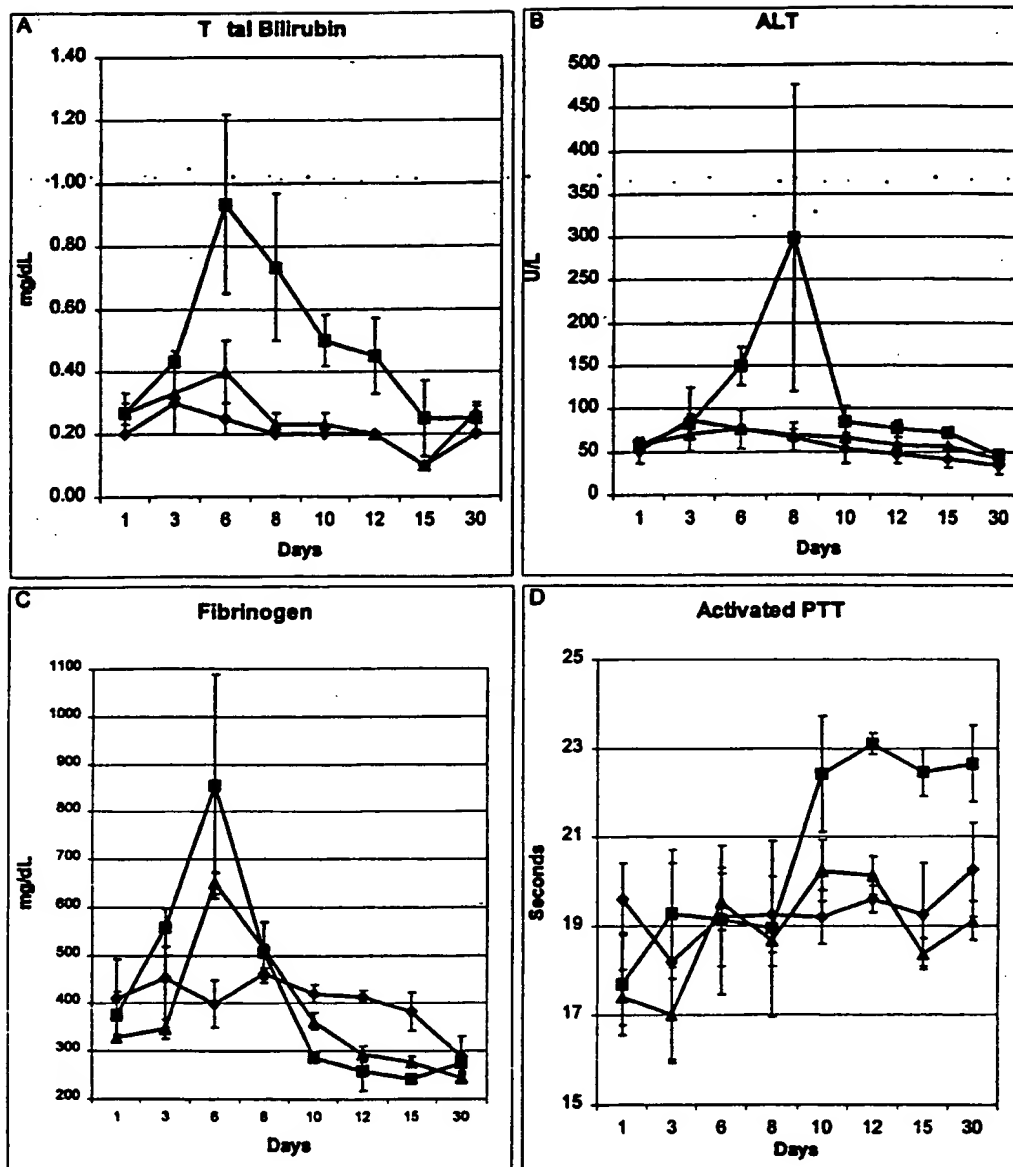 A
T tal Bilirubin
1.40
1.20
1.00
0.80
0.60
0.40
0.20
0.00
mg/dL
1 3 6 8 10 12 15 30
Days
B
ALT
500
450
400
350
300
250
200
150
100
50
0
U/L
1 3 6 8 10 12 15 30
Days
C
Fibrinogen
1100
1000
900
800
700
600
500
400
300
200
mg/dL
1 3 6 8 10 12 15 30
Days
D
Activated PTT
25
23
21
19
17
15
Seconds
1 3 6 8 10 12 15 30
Days